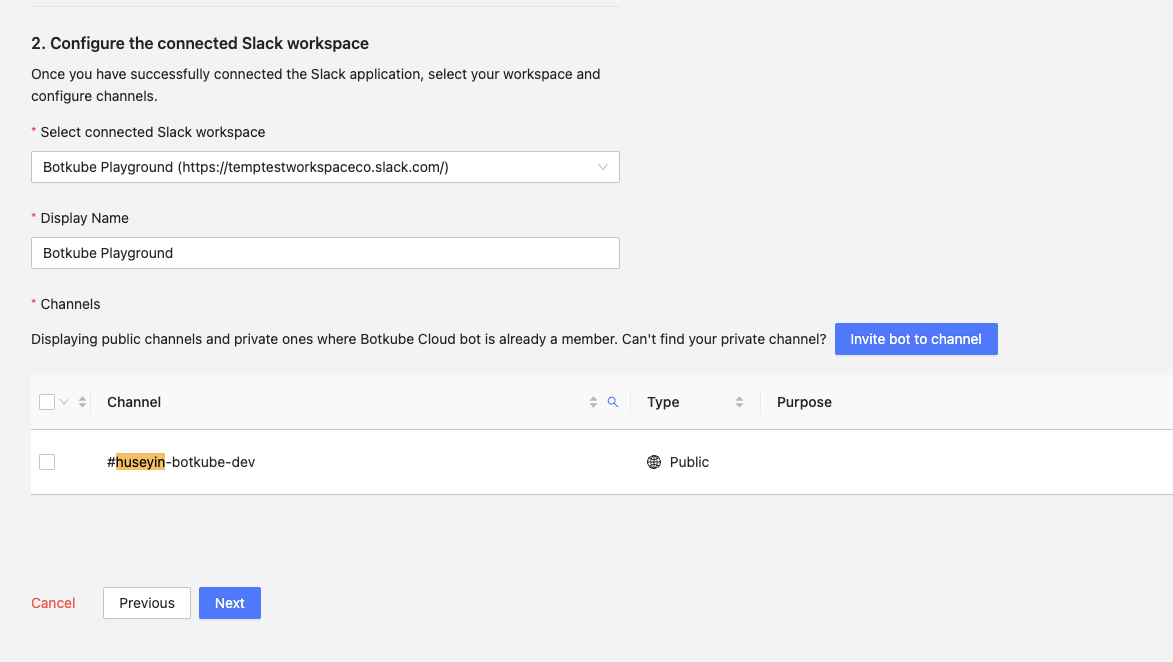 2. Configure the connected Slack workspace
Once you have successfully connected the Slack application, select your workspace and
configure channels.
* Select connected Slack workspace
Botkube Playground (https://temptestworkspaceco.slack.com/)
* Display Name
Botkube Playground
* Channels
Displaying public channels and private ones where Botkube Cloud bot is already a member. Can't find your private channel? Invite bot to channel
Channel Type Purpose
#huseyin-botkube-dev Public
Cancel Previous Next